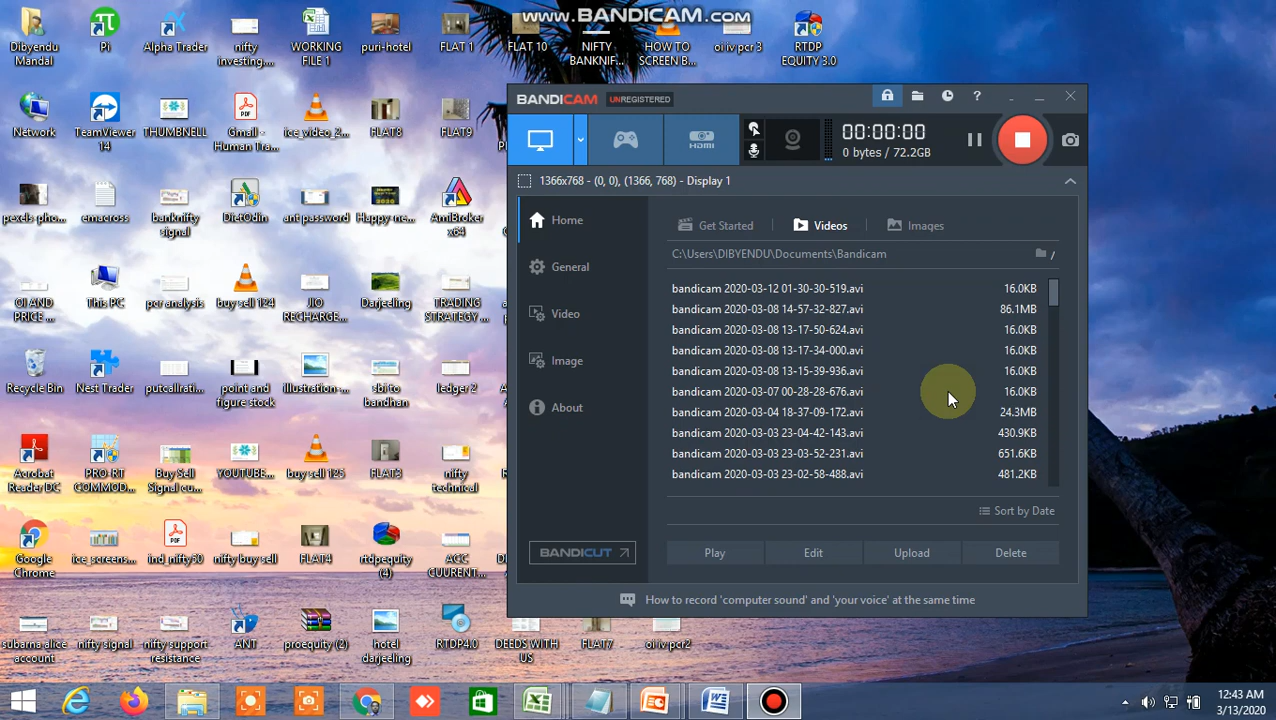 www.BANDICAM.com
Dibyendu
Mandal
Pi
Alpha Trader
nifty
investing....
WORKING
FILE 1
puri-hotel
FLAT 1
FLAT 10
NIFTY
BANKNIF...
HOW TO
SCREEN B...
oi iv pcr 3
RTDP
EQUITY 3.0
Network
TeamViewer
14
THUMBNELL
Gmail -
Human Tra...
ice_video_2...
FLAT8
FLAT9
pexels-pho...
emacross
banknifty
signal
DietOdin
ant password
Happy-ne...
AmiBroker
x64
OI AND
PRICE ...
This PC
pcr analysis
buy sell 124
JIO
RECHARGE...
Darjeeling
TRADING
STRATEGY ...
Recycle Bin
Nest Trader
putcallrati...
point and
figure stock
illustration-...
sbi to
bandhan
ledger 2
Acrobat
Reader DC
PRO-RT
COMMOD...
Buy Sell
Signal cu...
YOUTUBE...
buy sell 125
FLAT3
nifty
technical
Google
Chrome
ice_screens...
ind_nifty50
nifty buy sell
FLAT4
rtdpequity
(4)
ACC
CUURENT...
subarna alice
account
nifty signal
nifty support
resistance
ANT
proequity (2)
hotel
darjeeling
RTDP4.0
DEEDS WITH
US
FLAT7
oi iv pcr2
BANDICAM UNREGISTERED
HDMI
00:00:00
0 bytes / 72.2GB
1366x768 - (0, 0), (1366, 768) - Display 1
Home
General
Video
Image
About
BANDICUT
Get Started
Videos
Images
C:\Users\DIBYENDU\Documents\Bandicam
/
bandicam 2020-03-12 01-30-30-519.avi 16.0KB
bandicam 2020-03-08 14-57-32-827.avi 86.1MB
bandicam 2020-03-08 13-17-50-624.avi 16.0KB
bandicam 2020-03-08 13-17-34-000.avi 16.0KB
bandicam 2020-03-08 13-15-39-936.avi 16.0KB
bandicam 2020-03-07 00-28-28-676.avi 16.0KB
bandicam 2020-03-04 18-37-09-172.avi 24.3MB
bandicam 2020-03-03 23-04-42-143.avi 430.9KB
bandicam 2020-03-03 23-03-52-231.avi 651.6KB
bandicam 2020-03-03 23-02-58-488.avi 481.2KB
Sort by Date
Play
Edit
Upload
Delete
How to record 'computer sound' and 'your voice' at the same time
12:43 AM
3/13/2020